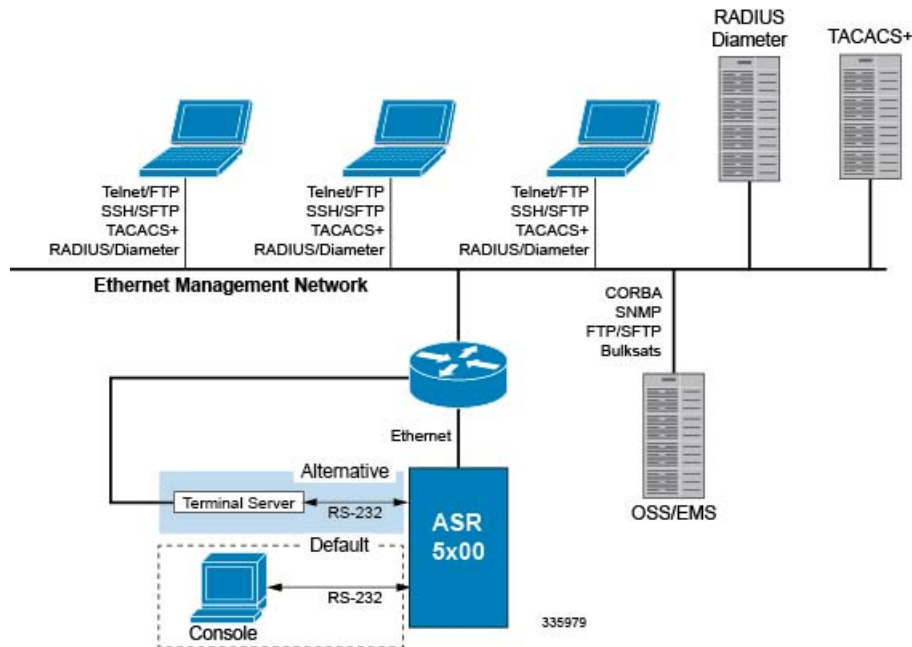 RADIUS
Diameter
TACACS+
Telnet/FTP
SSH/SFTP
TACACS+
RADIUS/Diameter
Telnet/FTP
SSH/SFTP
TACACS+
RADIUS/Diameter
Telnet/FTP
SSH/SFTP
TACACS+
RADIUS/Diameter
Ethernet Management Network
CORBA
SNMP
FTP/SFTP
Bulksats
Ethernet
Alternative
Terminal Server
RS-232
ASR
5x00
OSS/EMS
Default
RS-232
Console
335979